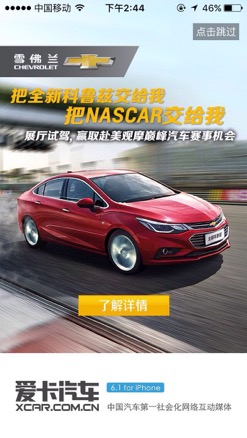 中国移动 下午2:44 46%
点击跳过
雪佛兰
CHEVROLET
把全新科鲁兹交给我
把NASCAR交给我
展厅试驾，赢取赴美观摩巅峰汽车赛事机会
了解详情
爱卡汽车 6.1 for iPhone
XCAR.COM.CN 中国汽车第一社会化网络互动媒体